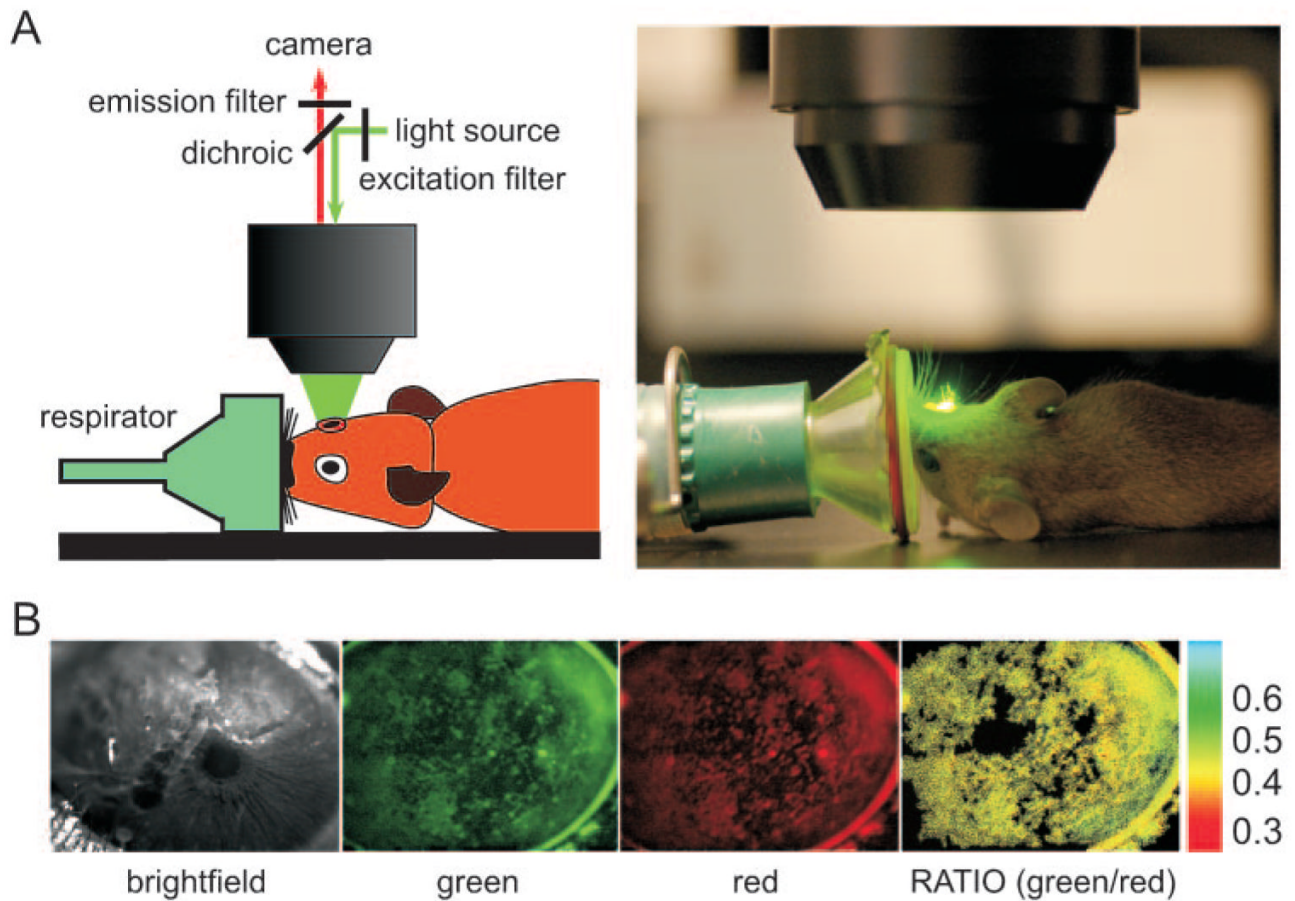 A
camera
emission filter
light source
dichroic
excitation filter
respirator
B
0.6
0.5
0.4
0.3
brightfield
green
red
RATIO (green/red)